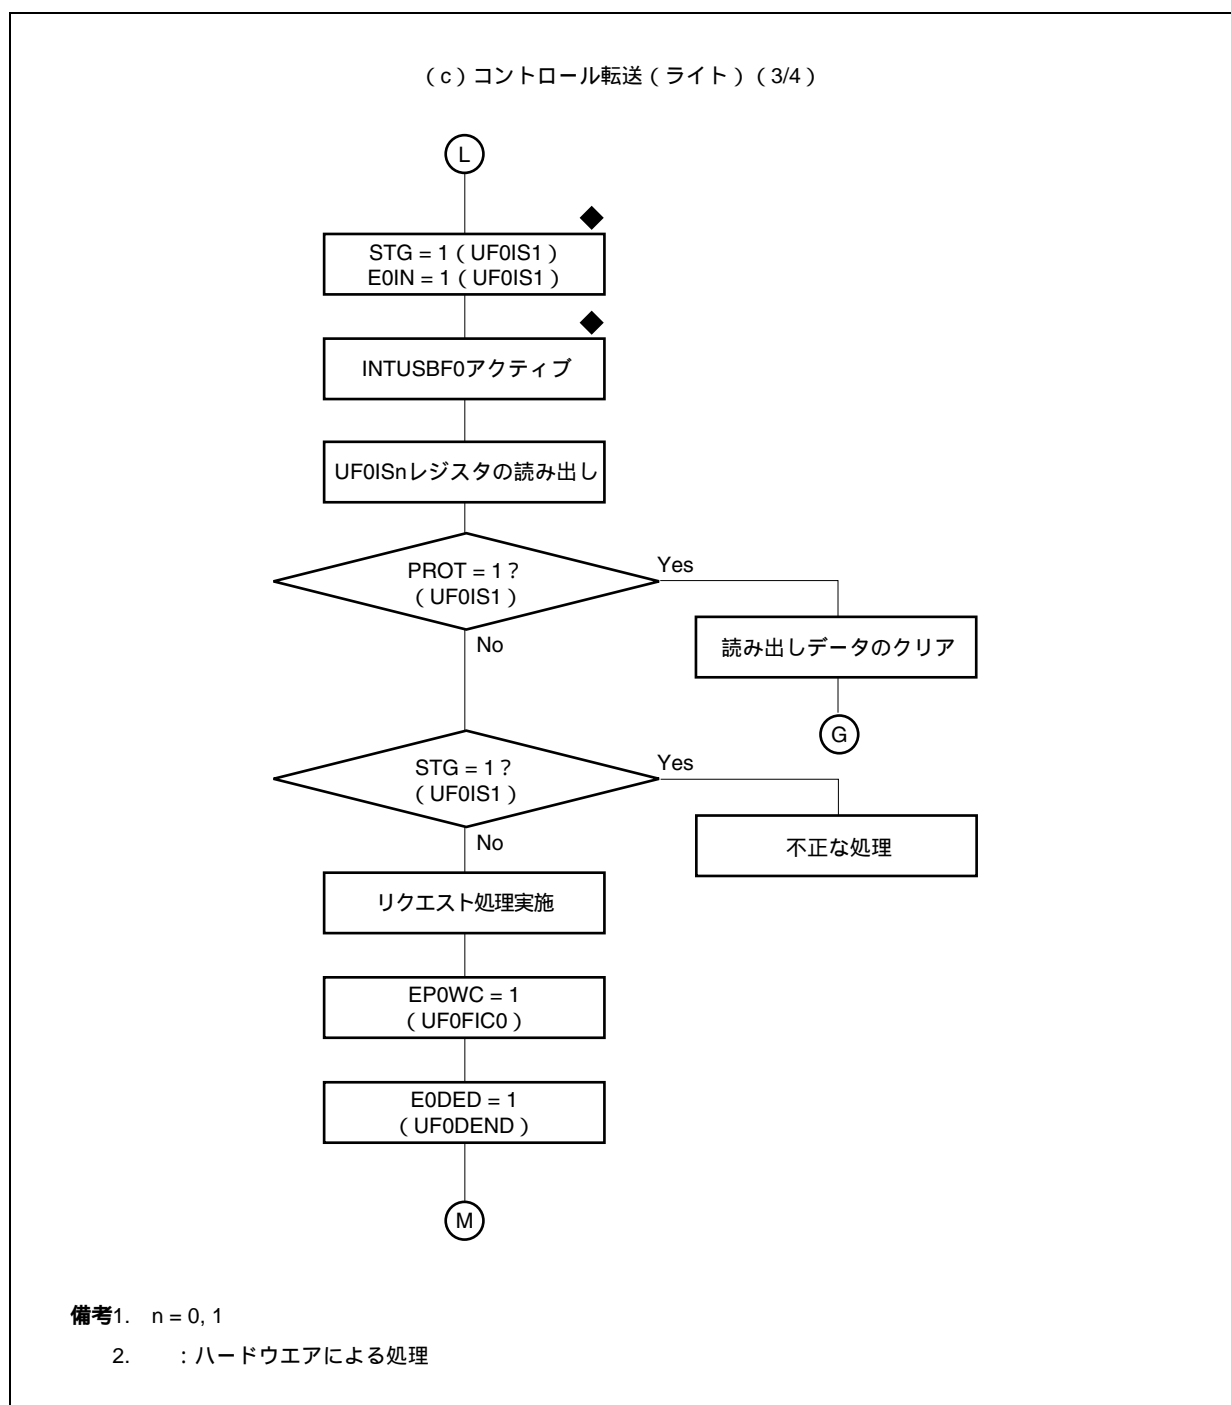 （c）コントロール転送（ライト）（3/4）
L
STG = 1（UF0IS1）
E0IN = 1（UF0IS1）
INTUSBF0アクティブ
UF0ISnレジスタの読み出し
PROT = 1？
（UF0IS1）
Yes
No
読み出しデータのクリア
G
STG = 1？
（UF0IS1）
Yes
No
不正な処理
リクエスト処理実施
EP0WC = 1
（UF0FIC0）
E0DED = 1
（UF0DEND）
M
備考1. n = 0, 1
2. ：ハードウエアによる処理